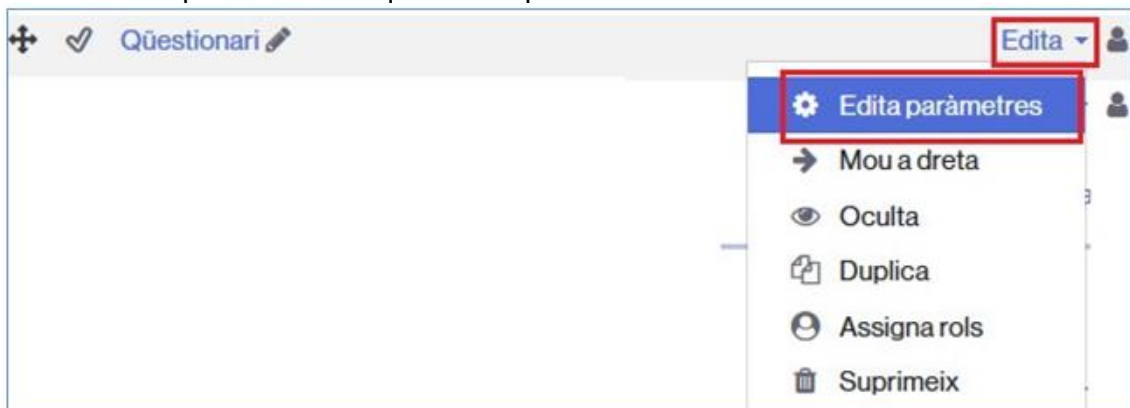 Qüestionari
Edita
Edita paràmetres
Mou a dreta
Oculta
Duplica
Assigna rols
Suprimeix